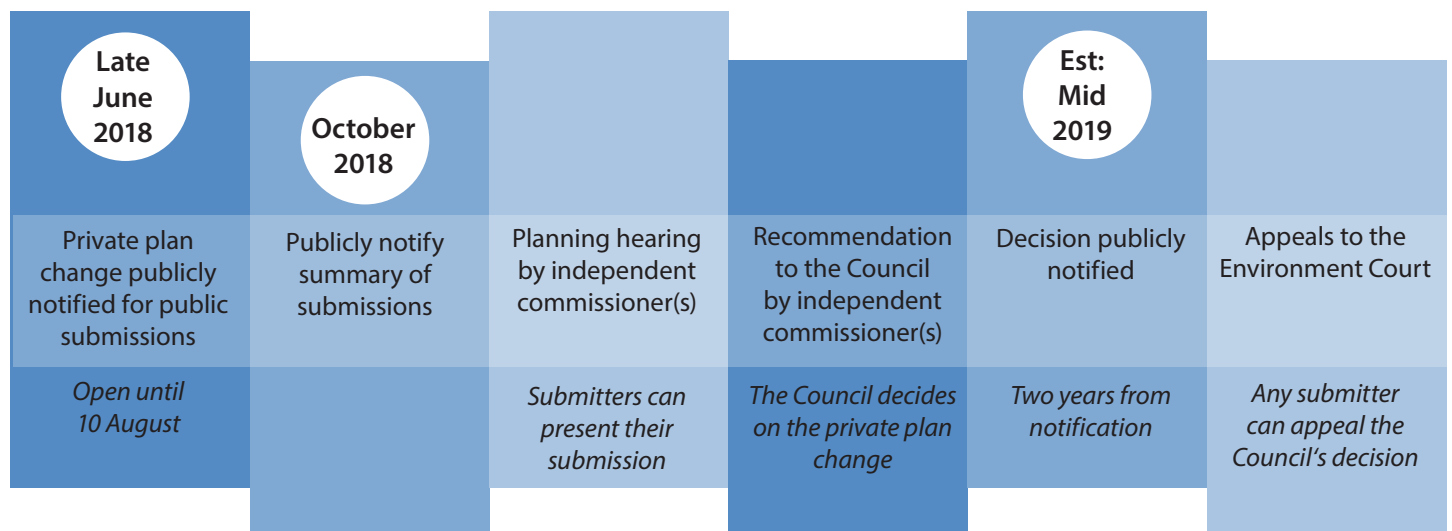 Late
June
2018
Private plan
change publicly
notified for public
submissions
Open until
10 August
October
2018
Publicly notify
summary of
submissions
Planning hearing
by independent
commissioner(s)
Submitters can
present their
submission
Recommendation
to the Council
by independent
commissioner(s)
The Council decides
on the private plan
change
Est:
Mid
2019
Decision publicly
notified
Two years from
notification
Appeals to the
Environment Court
Any submitter
can appeal the
Council‘s decision